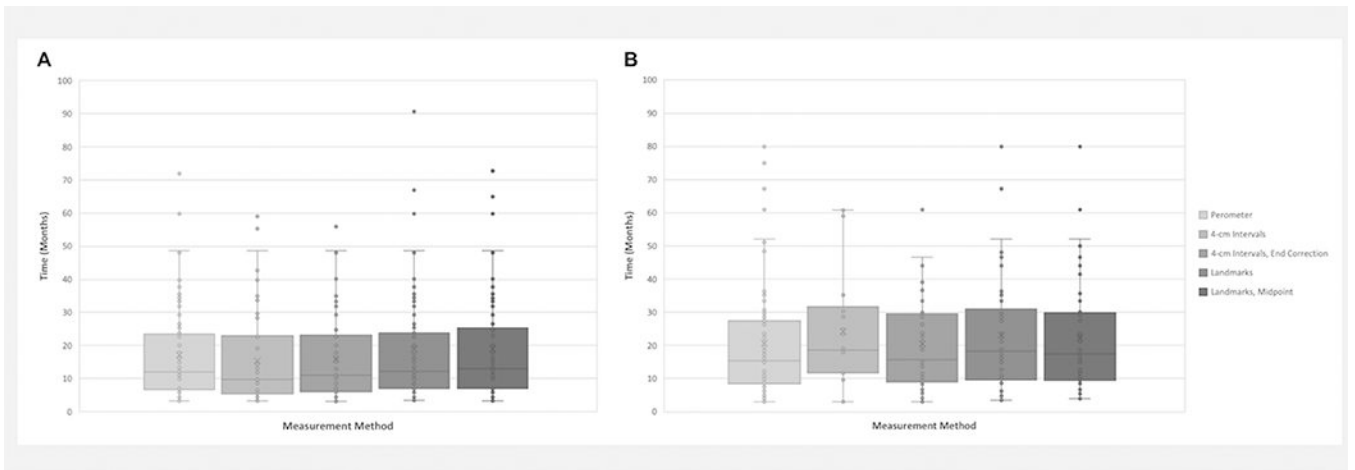 A
100
90
80
70
60
50
40
30
20
10
0
Time (Months)
Measurement Method
B
100
90
80
70
60
50
40
30
20
10
0
Time (Months)
Measurement Method
Perometer
4-cm Intervals
4-cm Intervals, End Correction
Landmarks
Landmarks, Midpoint